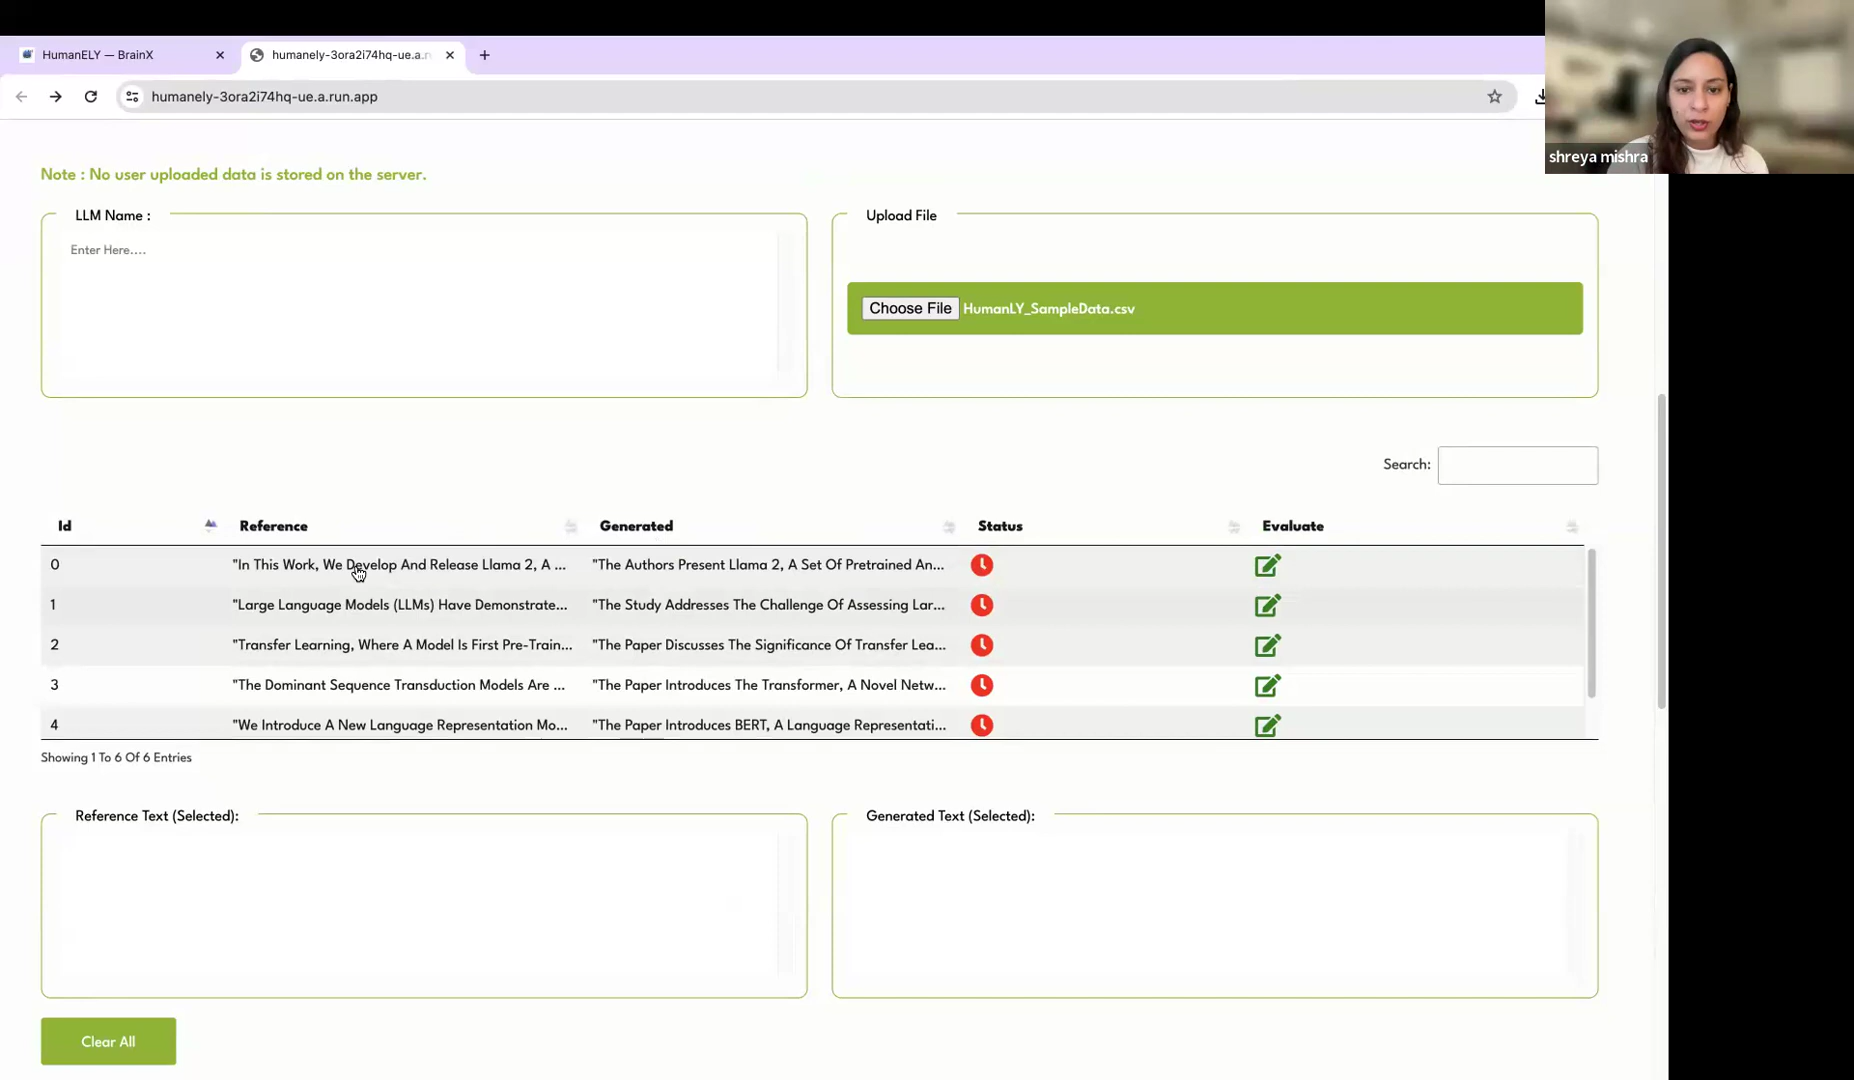 HumanELY — BrainX
humanely-3ora2i74hq-ue.a.r
humanely-3ora2i74hq-ue.a.run.app
shreya mishra
Note : No user uploaded data is stored on the server.
LLM Name :
Upload File
Enter Here....
Choose File HumanLY_SampleData.csv
Search:
Id Reference Generated Status Evaluate
0 "In This Work, We Develop And Release Llama 2, A ... "The Authors Present Llama 2, A Set Of Pretrained An...
1 "Large Language Models (LLMs) Have Demonstrate... "The Study Addresses The Challenge Of Assessing Lar...
2 "Transfer Learning, Where A Model Is First Pre-Train... "The Paper Discusses The Significance Of Transfer Lea...
3 "The Dominant Sequence Transduction Models Are ... "The Paper Introduces The Transformer, A Novel Netw...
4 "We Introduce A New Language Representation Mo... "The Paper Introduces BERT, A Language Representati...
Showing 1 To 6 Of 6 Entries
Reference Text (Selected):
Generated Text (Selected):
Clear All